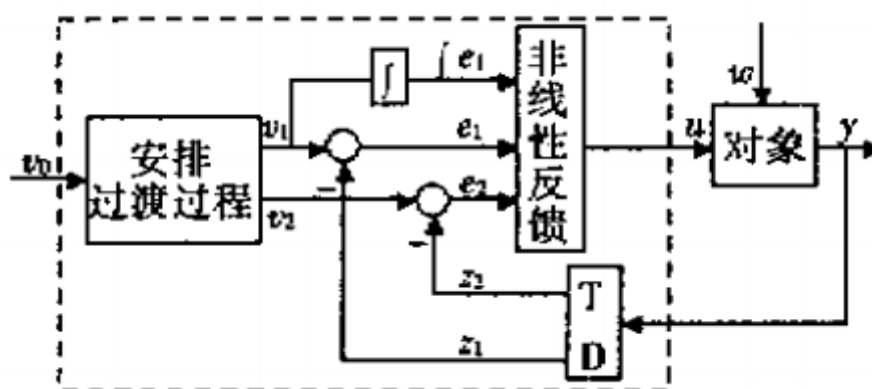 v₀
安排
过渡过程
v₁
v₂
∫
∫ e₁
e₁
e₂
非线性反馈
u
w
对象
y
z₂
z₁
TD